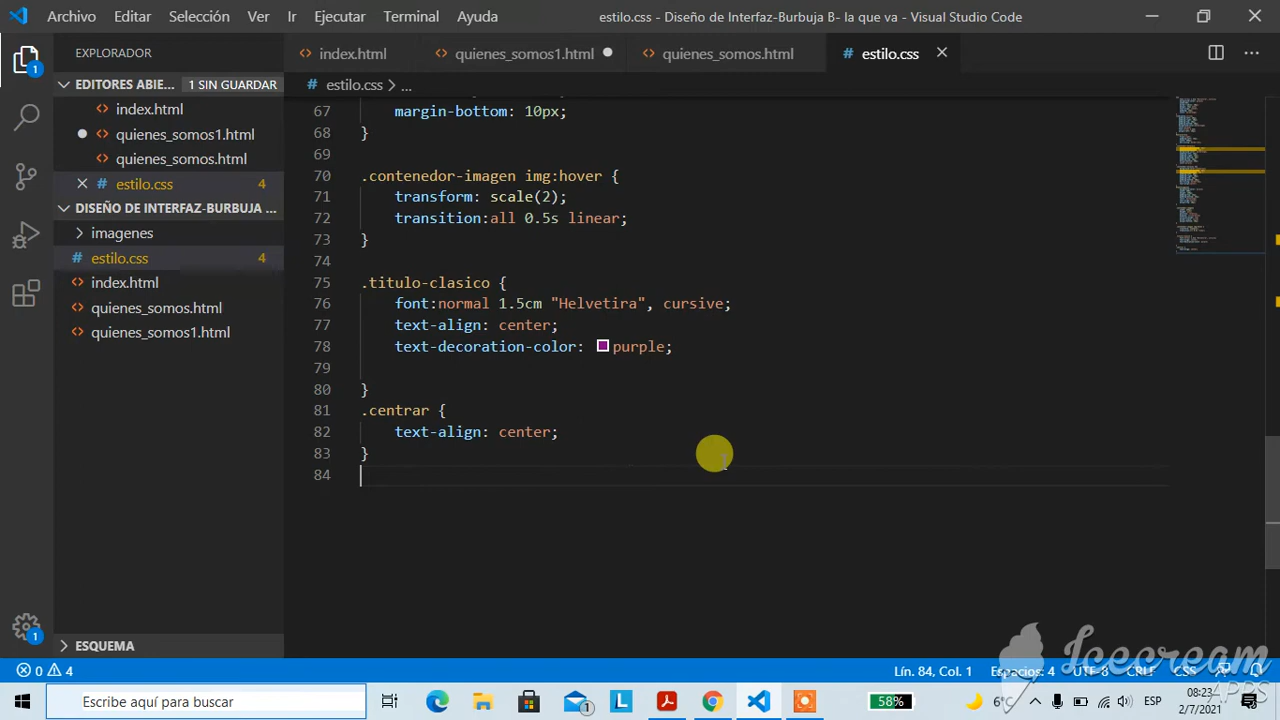 Archivo Editar Selección Ver Ir Ejecutar Terminal Ayuda estilo.css - Diseño de Interfaz-Burbuja B- la que va - Visual Studio Code
EXPLORADOR
index.html quienes_somos1.html quienes_somos.html # estilo.css
EDITORES ABIE... 1 SIN GUARDAR
# estilo.css > ...
index.html
quienes_somos1.html
quienes_somos.html
# estilo.css 4
DISEÑO DE INTERFAZ-BURBUJA ...
imagenes
# estilo.css 4
index.html
quienes_somos.html
quienes_somos1.html
67 margin-bottom: 10px;
68 }
69
70 .contenedor-imagen img:hover {
71 transform: scale(2);
72 transition:all 0.5s linear;
73 }
74
75 .titulo-clasico {
76 font:normal 1.5cm "Helvetira", cursive;
77 text-align: center;
78 text-decoration-color: purple;
79
80 }
81 .centrar {
82 text-align: center;
83 }
84
1
1
ESQUEMA
0 4 Lín. 84, Col. 1 Espacios: 4 UTF-8 CRLF CSS
Icecream
APPS
Escribe aquí para buscar 1 L 58% 6°C ESP 08:23
2/7/2021